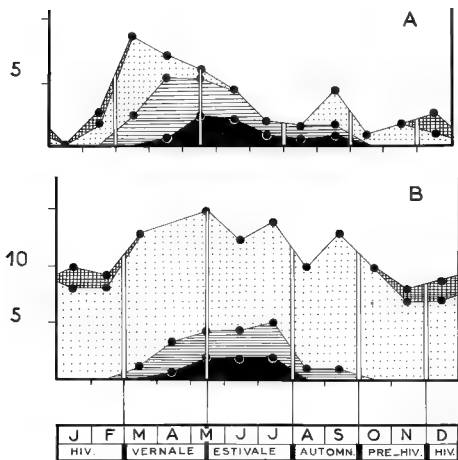 A
5
B
10
5
J F M A M J J A S O N D
HIV. VERNALE ESTIVALE AUTOMN. PRE-HIV. HIV.